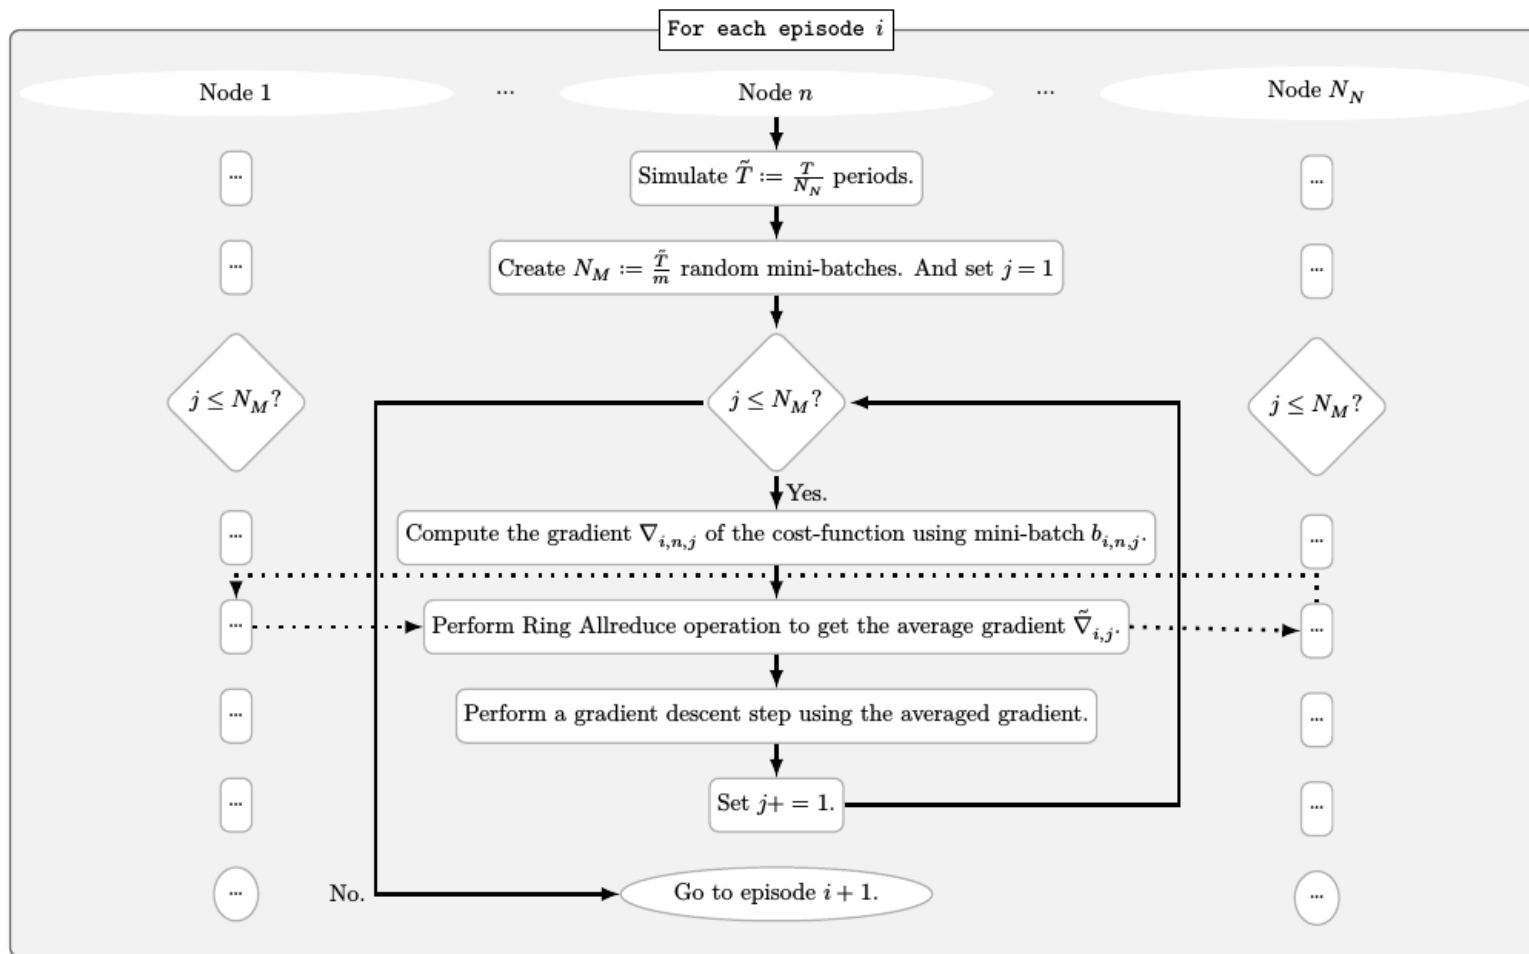 For each episode i
Node 1 ... Node n ... Node N_N
... Simulate T̃ := T/N_N periods. ...
... Create N_M := T̃/m random mini-batches. And set j = 1 ...
j ≤ N_M? j ≤ N_M? j ≤ N_M?
Yes.
... Compute the gradient ∇_{i,n,j} of the cost-function using mini-batch b_{i,n,j}. ...
... Perform Ring Allreduce operation to get the average gradient ∇̃_{i,j}. ...
... Perform a gradient descent step using the averaged gradient. ...
... Set j+ = 1. ...
... No. Go to episode i + 1. ...